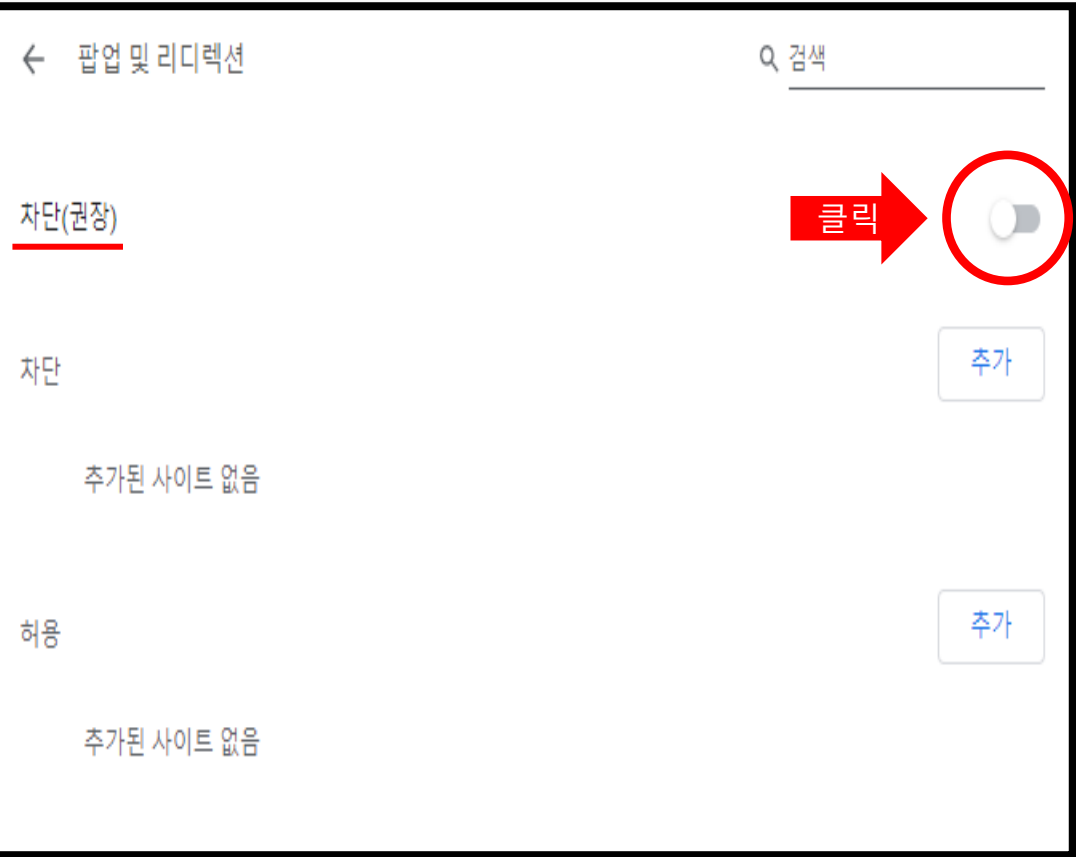 팝업 및 리디렉션
검색
차단(권장)
클릭
차단
추가
추가된 사이트 없음
허용
추가
추가된 사이트 없음